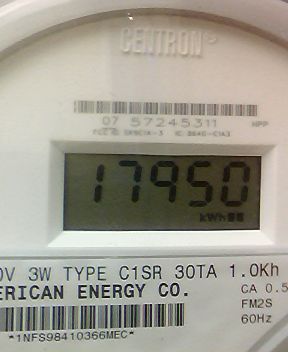 CENTRON®
07 57245311 HPP
17950
kWh
0V 3W TYPE C1SR 30TA 1.0Kh
ERICAN ENERGY CO. CA 0.5
FM2S
60Hz
*1NFS98410366MEC*